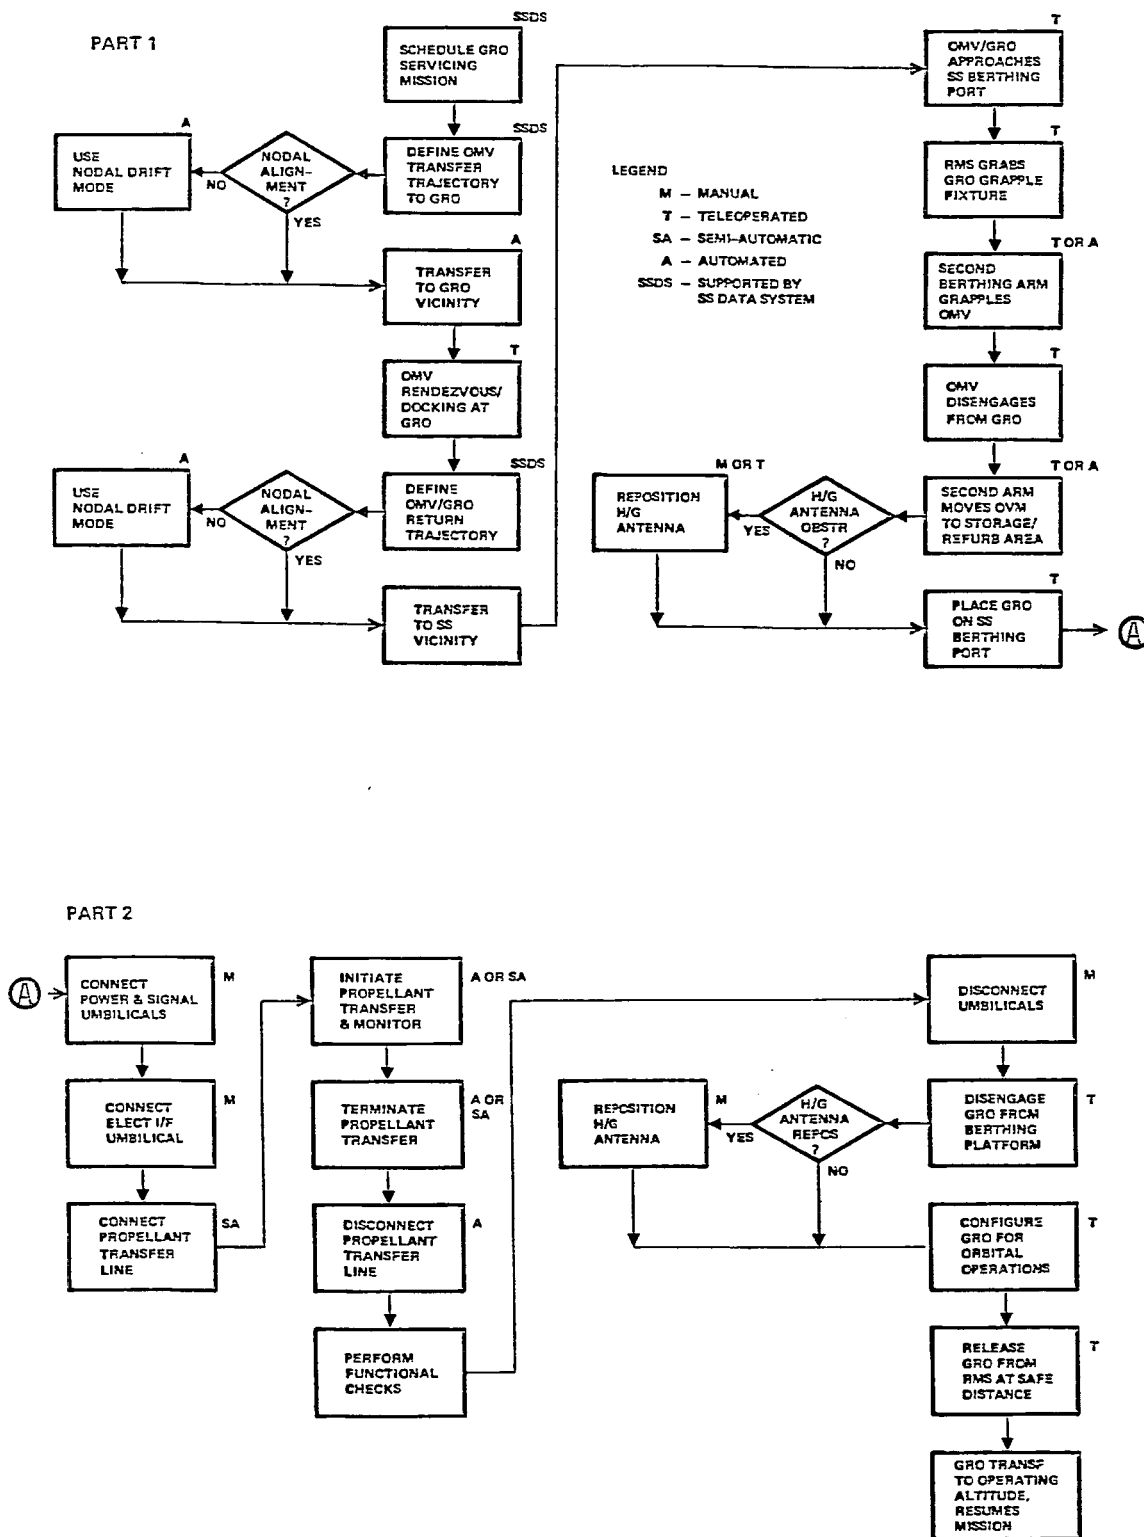 PART 1
SSDS
SCHEDULE GRO
SERVICING
MISSION
SSDS
DEFINE OMV
TRANSFER
TRAJECTORY
TO GRO
NODAL
ALIGN-
MENT
?
NO
YES
A
USE
NODAL DRIFT
MODE
A
TRANSFER
TO GRO
VICINITY
T
OMV
RENDEZVOUS/
DOCKING AT
GRO
SSDS
DEFINE
OMV/GRO
RETURN
TRAJECTORY
NODAL
ALIGN-
MENT
?
NO
YES
A
USE
NODAL DRIFT
MODE
TRANSFER
TO SS
VICINITY
LEGEND
M – MANUAL
T – TELEOPERATED
SA – SEMI-AUTOMATIC
A – AUTOMATED
SSDS – SUPPORTED BY
SS DATA SYSTEM
T
OMV/GRO
APPROACHES
SS BERTHING
PORT
T
RMS GRABS
GRO GRAPPLE
FIXTURE
T OR A
SECOND
BERTHING ARM
GRAPPLES
OMV
T
OMV
DISENGAGES
FROM GRO
T OR A
SECOND ARM
MOVES OVM
TO STORAGE/
REFURB AREA
H/G
ANTENNA
OBSTR
?
YES
NO
M OR T
REPOSITION
H/G
ANTENNA
T
PLACE GRO
ON SS
BERTHING
PORT
A
PART 2
A
CONNECT
POWER & SIGNAL
UMBILICALS
M
CONNECT
ELECT I/F
UMBILICAL
M
CONNECT
PROPELLANT
TRANSFER
LINE
SA
INITIATE
PROPELLANT
TRANSFER
& MONITOR
A OR SA
TERMINATE
PROPELLANT
TRANSFER
A OR
SA
DISCONNECT
PROPELLANT
TRANSFER
LINE
A
PERFORM
FUNCTIONAL
CHECKS
DISCONNECT
UMBILICALS
M
DISENGAGE
GRO FROM
BERTHING
PLATFORM
T
H/G
ANTENNA
REPOS
?
YES
NO
REPOSITION
H/G
ANTENNA
M
CONFIGURE
GRO FOR
ORBITAL
OPERATIONS
T
RELEASE
GRO FROM
RMS AT SAFE
DISTANCE
T
GRO TRANSF
TO OPERATING
ALTITUDE,
RESUMES
MISSION